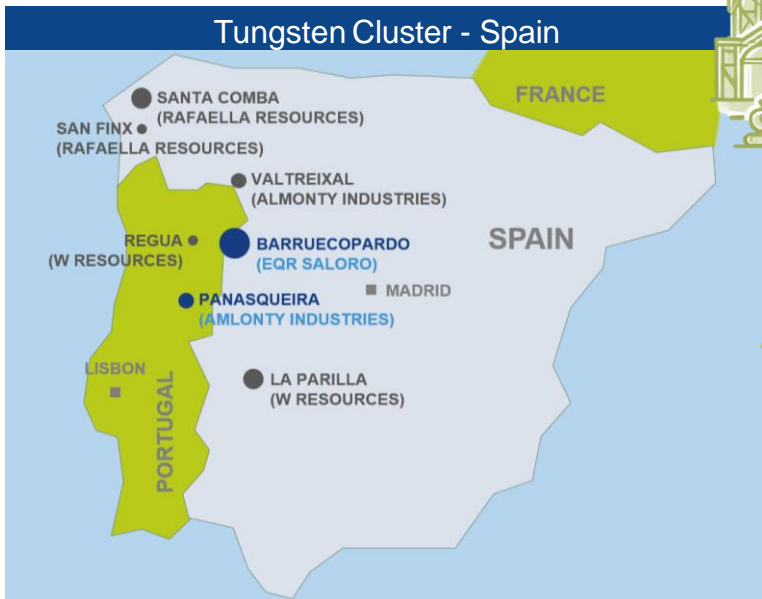 Tungsten Cluster - Spain
SANTA COMBA
(RAFAELLA RESOURCES)
FRANCE
SAN FINX
(RAFAELLA RESOURCES)
VALTREIXAL
(ALMONTY INDUSTRIES)
REGUA
(W RESOURCES)
BARRUECOPARDO
(EQR SALORO)
SPAIN
MADRID
PANASQUEIRA
(AMLONTY INDUSTRIES)
LISBON
PORTUGAL
LA PARILLA
(W RESOURCES)